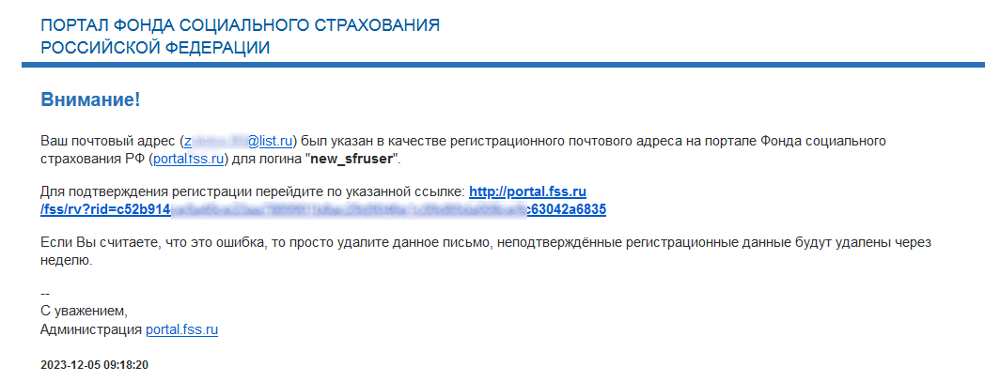 ПОРТАЛ ФОНДА СОЦИАЛЬНОГО СТРАХОВАНИЯ
РОССИЙСКОЙ ФЕДЕРАЦИИ
Внимание!
Ваш почтовый адрес (z @list.ru) был указан в качестве регистрационного почтового адреса на портале Фонда социального
страхования РФ (portal.fss.ru) для логина "new_sfruser".
Для подтверждения регистрации перейдите по указанной ссылке: http://portal.fss.ru
/fss/rv?rid=c52b914 c63042a6835
Если Вы считаете, что это ошибка, то просто удалите данное письмо, неподтверждённые регистрационные данные будут удалены через
неделю.
--
С уважением,
Администрация portal.fss.ru
2023-12-05 09:18:20